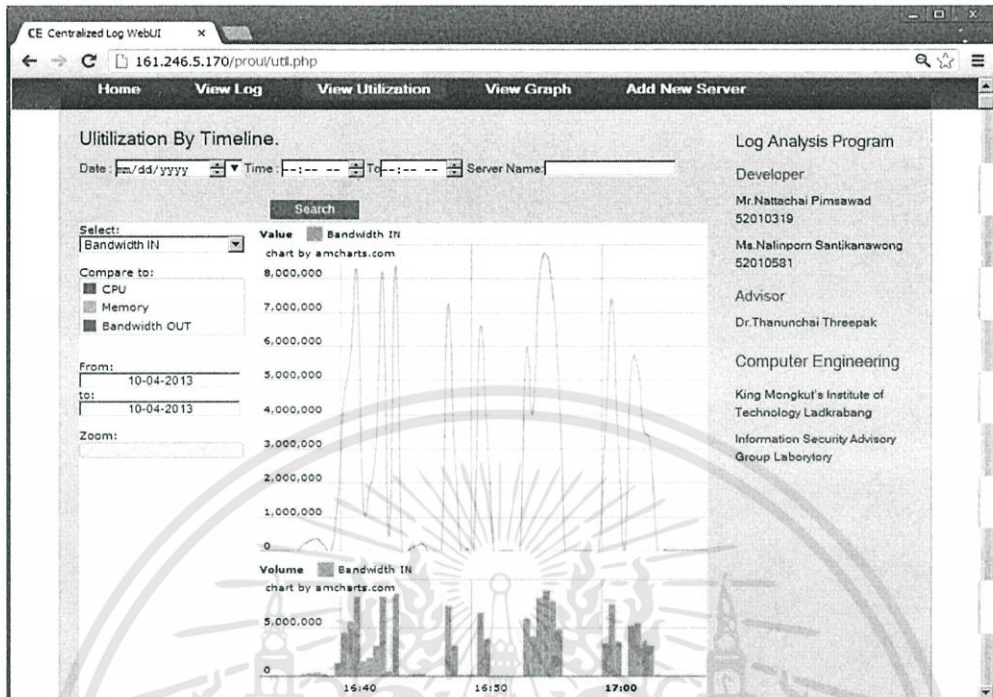 CE Centralized Log WebUI
161.246.5.170/proul/util.php
Home View Log View Utilization View Graph Add New Server
Ulitilization By Timeline.
Date : mm/dd/yyyy Time : --:-- -- To --:-- -- Server Name:
Search
Select:
Bandwidth IN
Compare to:
CPU
Memory
Bandwidth OUT
From:
10-04-2013
to:
10-04-2013
Zoom:
Value Bandwidth IN
chart by amcharts.com
8,000,000
7,000,000
6,000,000
5,000,000
4,000,000
3,000,000
2,000,000
1,000,000
0
Volume Bandwidth IN
chart by amcharts.com
5,000,000
0
16:40 16:50 17:00
Log Analysis Program
Developer
Mr.Nattachai Pimsawad
52010319
Ms.Nalinporn Santikanawong
52010581
Advisor
Dr.Thanunchai Threepak
Computer Engineering
King Mongkut's Institute of
Technology Ladkrabang
Information Security Advisory
Group Laborytory